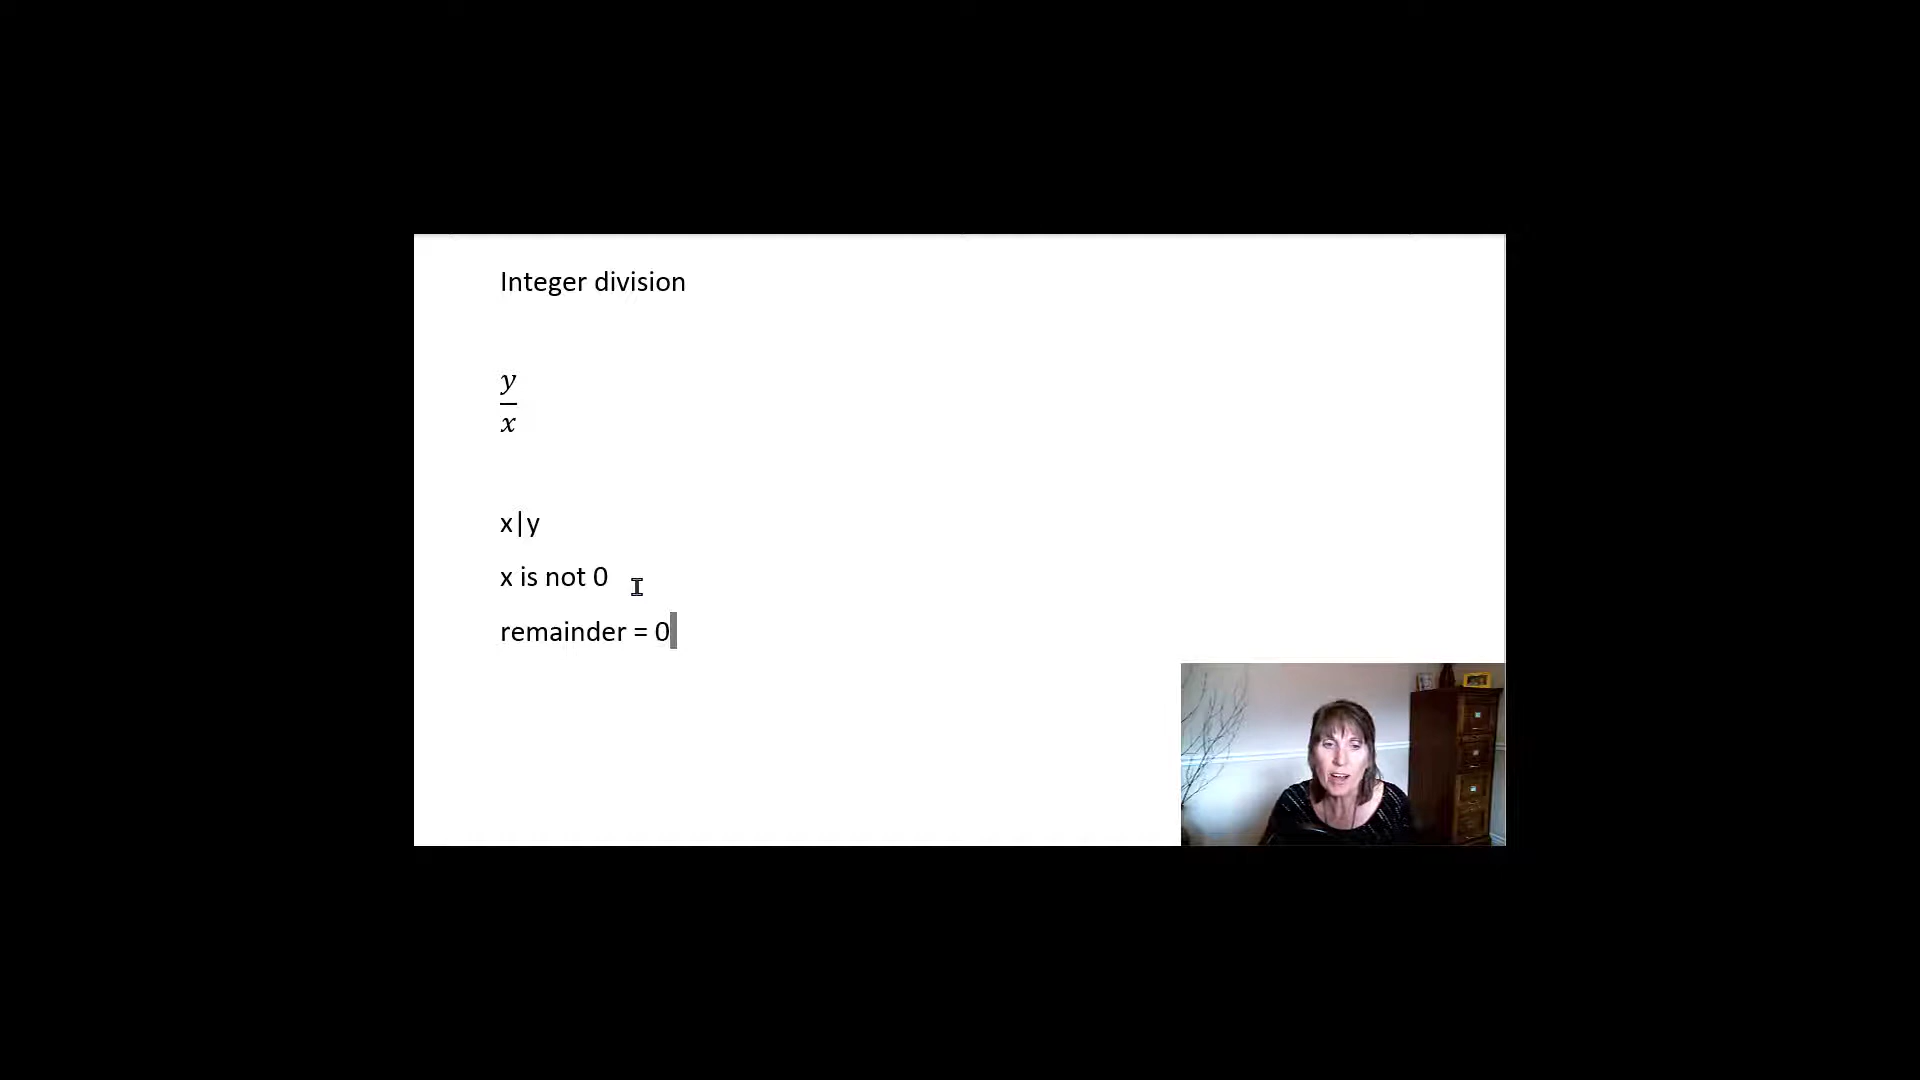 Integer division
y
x
x|y
x is not 0
remainder = 0